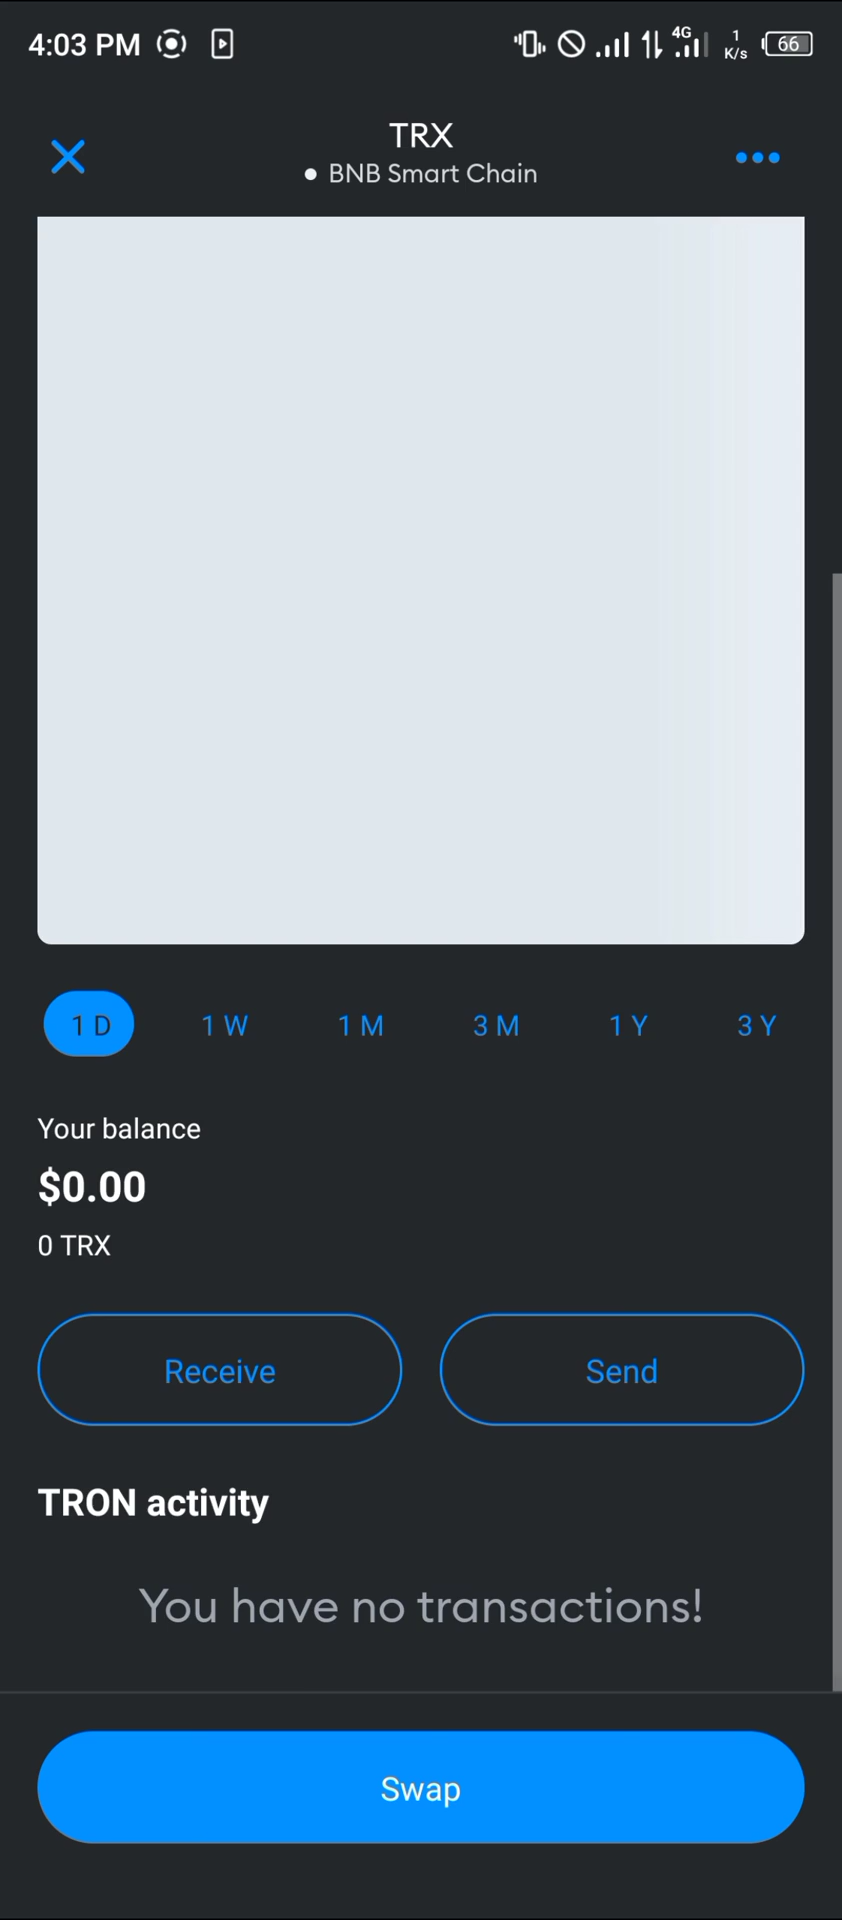 4:03 PM
4G
1
K/s
66
TRX
BNB Smart Chain
1 D
1 W
1 M
3 M
1 Y
3 Y
Your balance
$0.00
0 TRX
Receive
Send
TRON activity
You have no transactions!
Swap